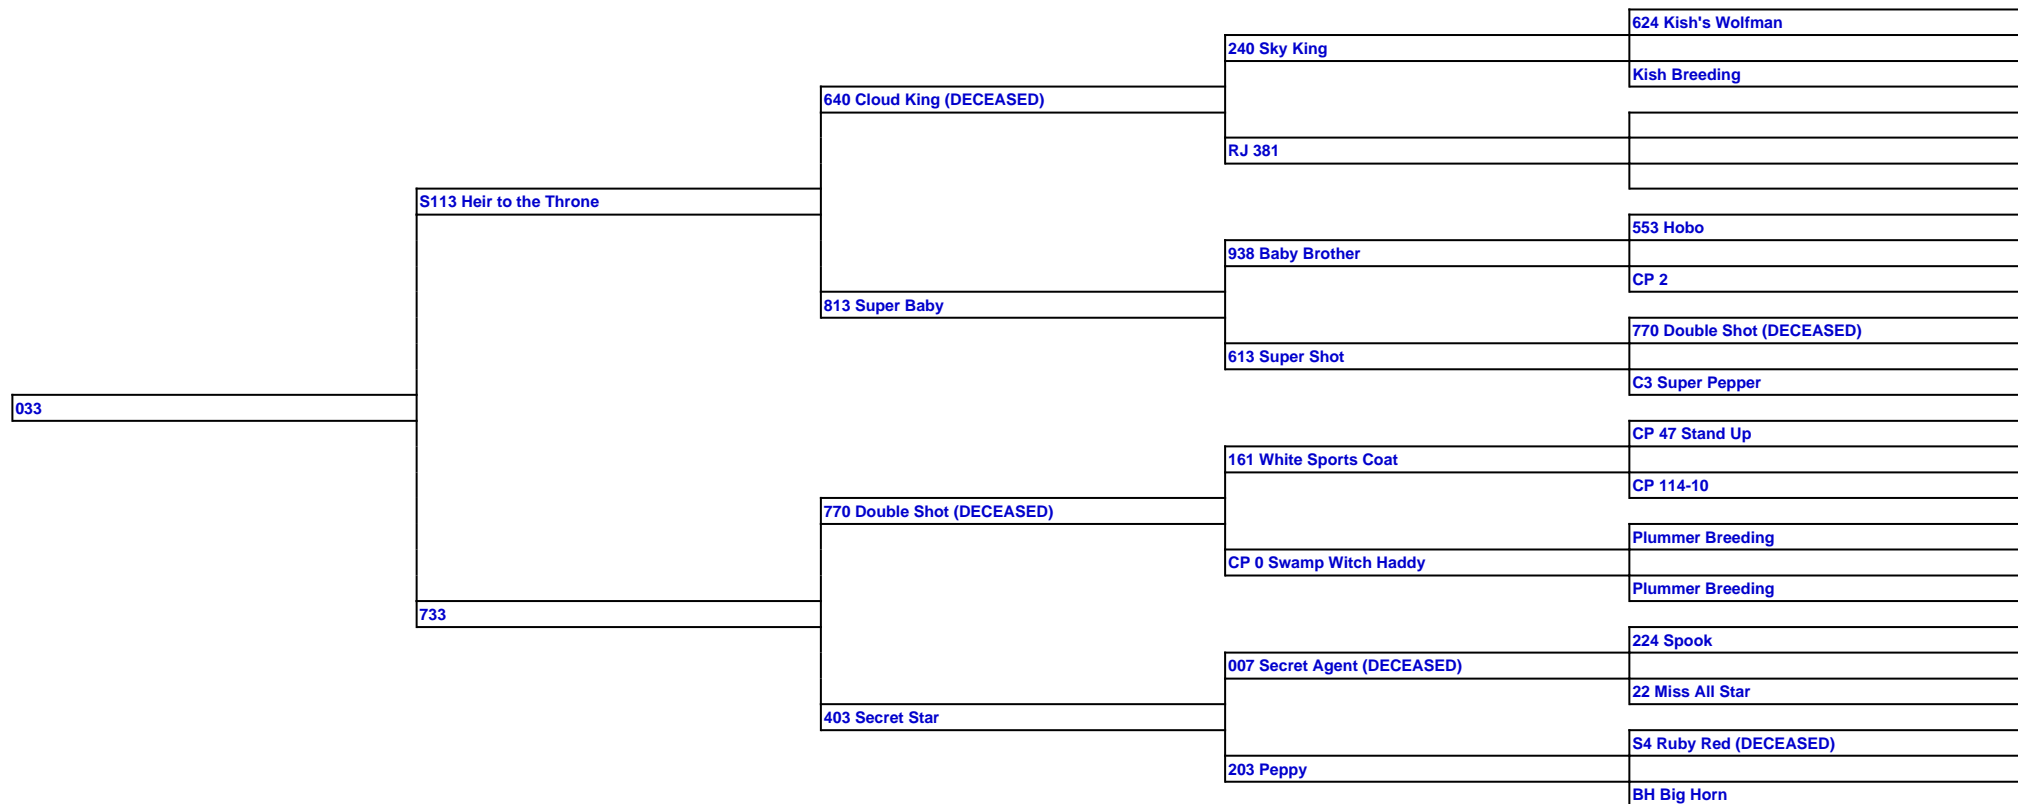 624 Kish's Wolfman
240 Sky King
Kish Breeding
640 Cloud King (DECEASED)
RJ 381
S113 Heir to the Throne
553 Hobo
938 Baby Brother
CP 2
813 Super Baby
770 Double Shot (DECEASED)
613 Super Shot
C3 Super Pepper
033
CP 47 Stand Up
161 White Sports Coat
CP 114-10
770 Double Shot (DECEASED)
Plummer Breeding
CP 0 Swamp Witch Haddy
Plummer Breeding
733
224 Spook
007 Secret Agent (DECEASED)
22 Miss All Star
403 Secret Star
S4 Ruby Red (DECEASED)
203 Peppy
BH Big Horn